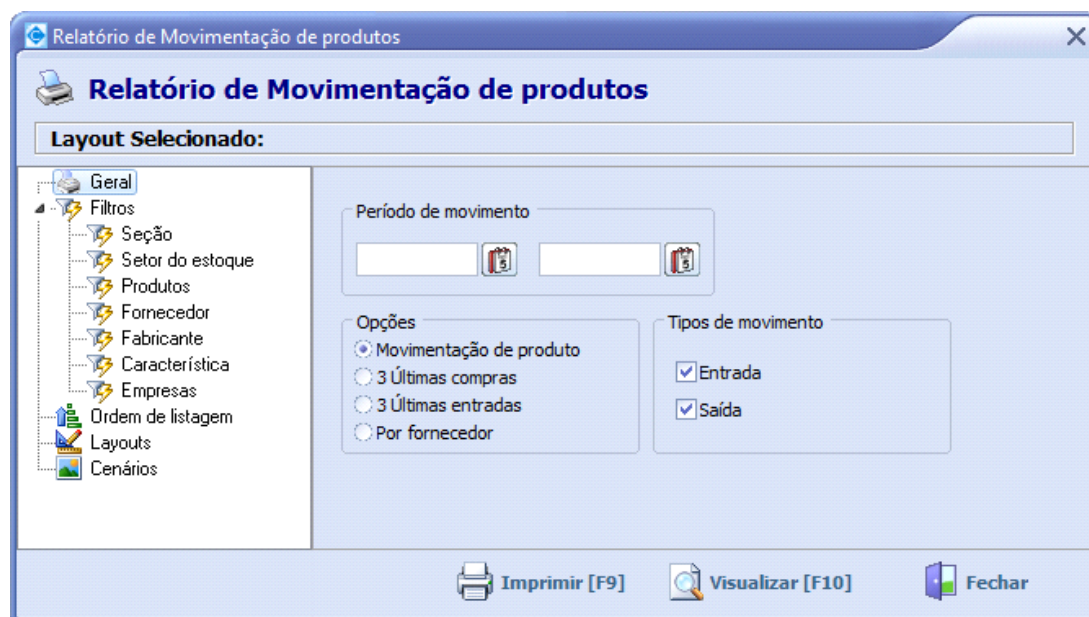 Relatório de Movimentação de produtos
Relatório de Movimentação de produtos
Layout Selecionado:
Geral
Filtros
Seção
Setor do estoque
Produtos
Fornecedor
Fabricante
Característica
Empresas
Ordem de listagem
Layouts
Cenários
Período de movimento
5
5
Opções
Movimentação de produto
3 Últimas compras
3 Últimas entradas
Por fornecedor
Tipos de movimento
Entrada
Saída
Imprimir [F9]
Visualizar [F10]
Fechar